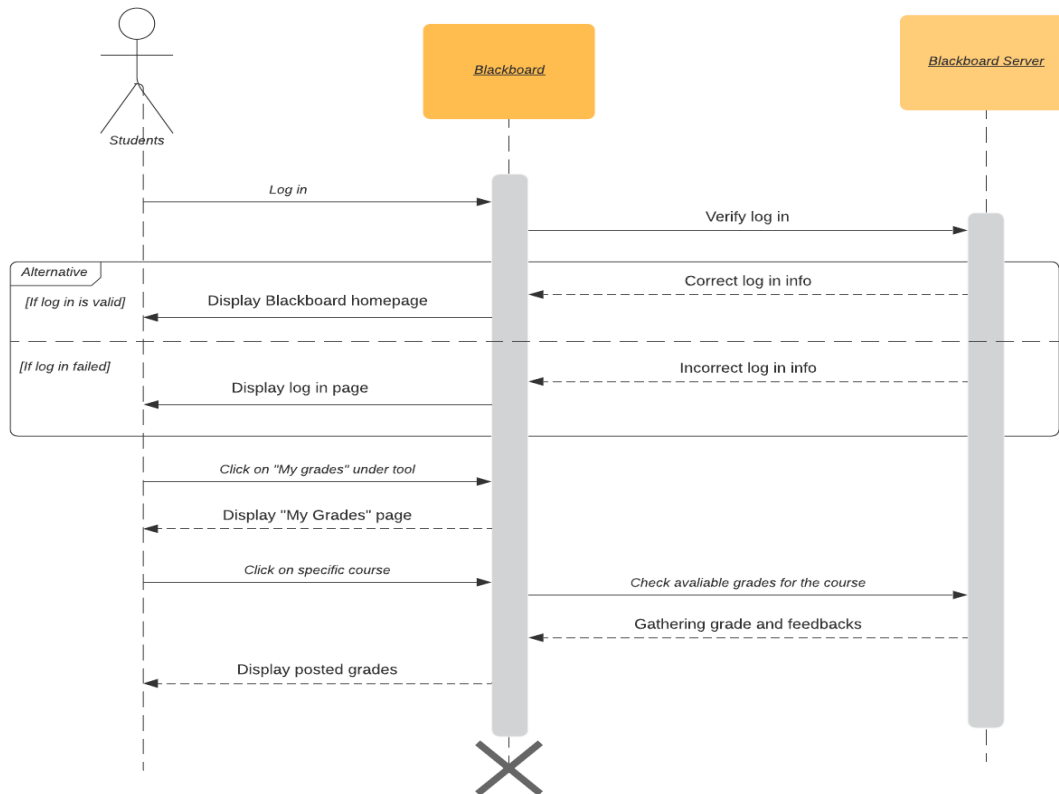 Blackboard
Blackboard Server
Students
Log in
Verify log in
Alternative
[If log in is valid]
Correct log in info
Display Blackboard homepage
[If log in failed]
Incorrect log in info
Display log in page
Click on "My grades" under tool
Display "My Grades" page
Click on specific course
Check avaliable grades for the course
Gathering grade and feedbacks
Display posted grades